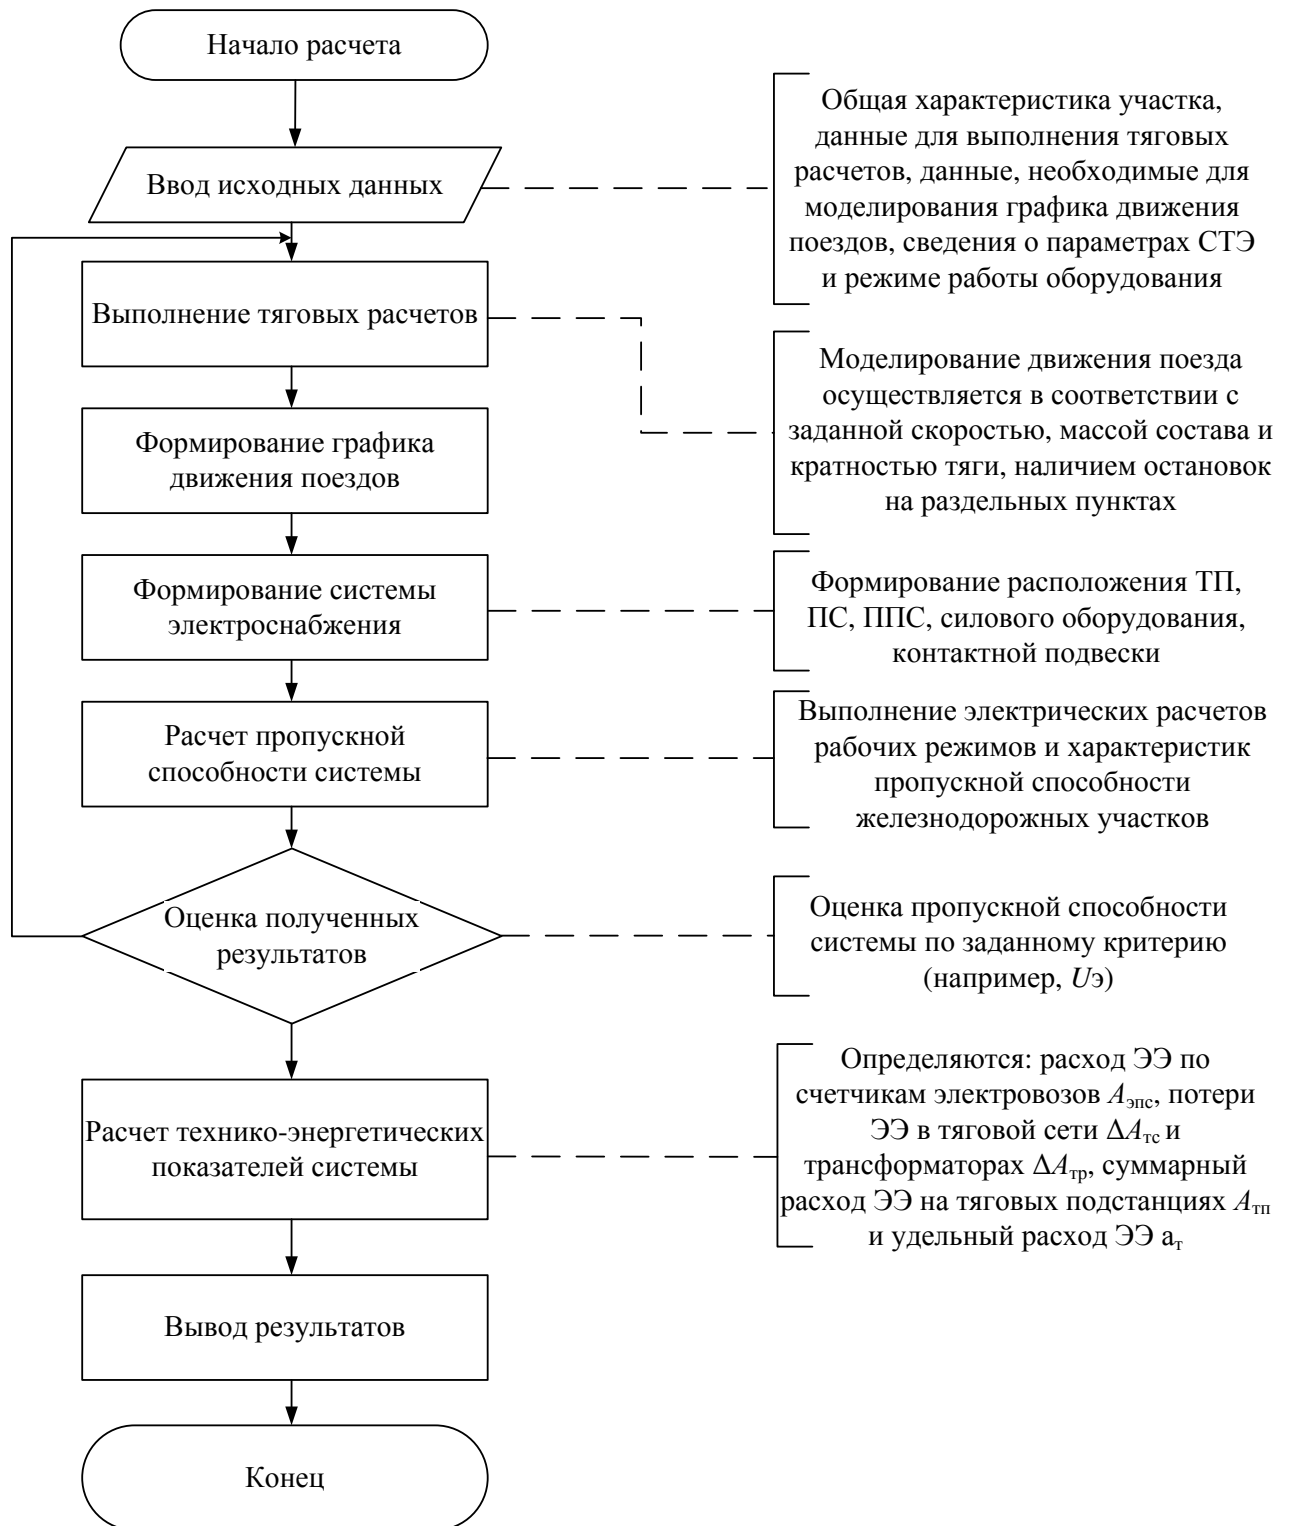 Начало расчета
Ввод исходных данных
Общая характеристика участка,
данные для выполнения тяговых
расчетов, данные, необходимые для
моделирования графика движения
поездов, сведения о параметрах СТЭ
и режиме работы оборудования
Выполнение тяговых расчетов
Моделирование движения поезда
осуществляется в соответствии с
заданной скоростью, массой состава и
кратностью тяги, наличием остановок
на раздельных пунктах
Формирование графика
движения поездов
Формирование системы
электроснабжения
Формирование расположения ТП,
ПС, ППС, силового оборудования,
контактной подвески
Расчет пропускной
способности системы
Выполнение электрических расчетов
рабочих режимов и характеристик
пропускной способности
железнодорожных участков
Оценка полученных
результатов
Оценка пропускной способности
системы по заданному критерию
(например, Uэ)
Расчет технико-энергетических
показателей системы
Определяются: расход ЭЭ по
счетчикам электровозов Aэпс, потери
ЭЭ в тяговой сети ΔAтс и
трансформаторах ΔAтр, суммарный
расход ЭЭ на тяговых подстанциях Aтп
и удельный расход ЭЭ ат
Вывод результатов
Конец